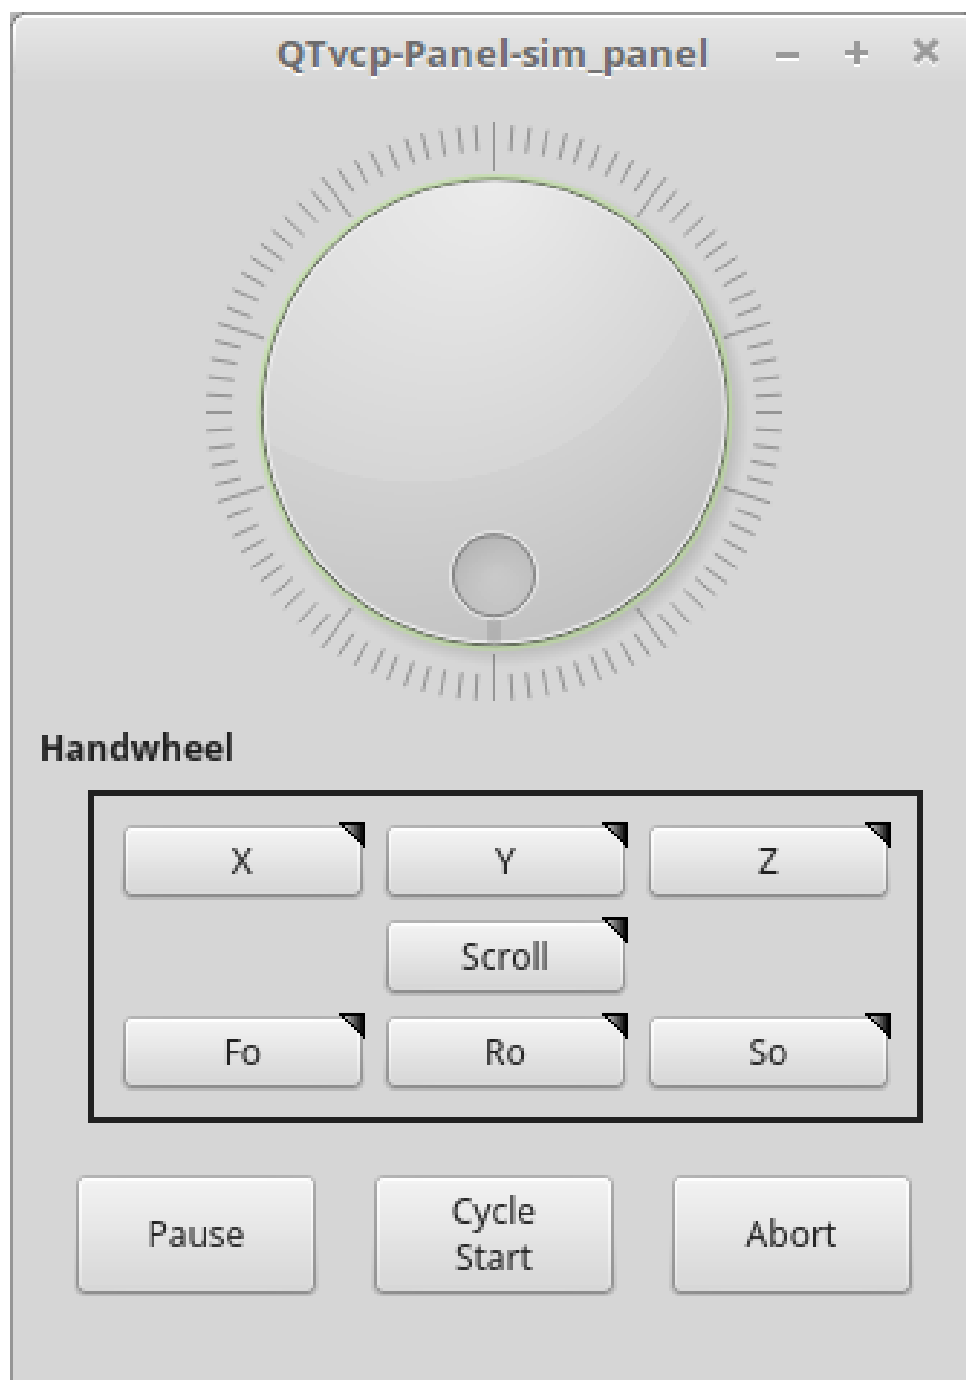 QTvcp-Panel-sim_panel
Handwheel
X Y Z
Scroll
Fo Ro So
Pause Cycle Start Abort